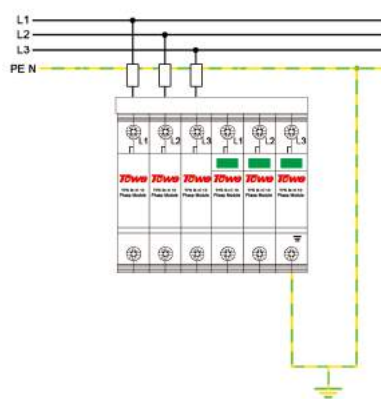 L1
L2
L3
PE N
L1 L2 L3 L1 L2 L3
Towe Towe Towe Towe Towe Towe
Phase Module Phase Module Phase Module Phase Module Phase Module Phase Module